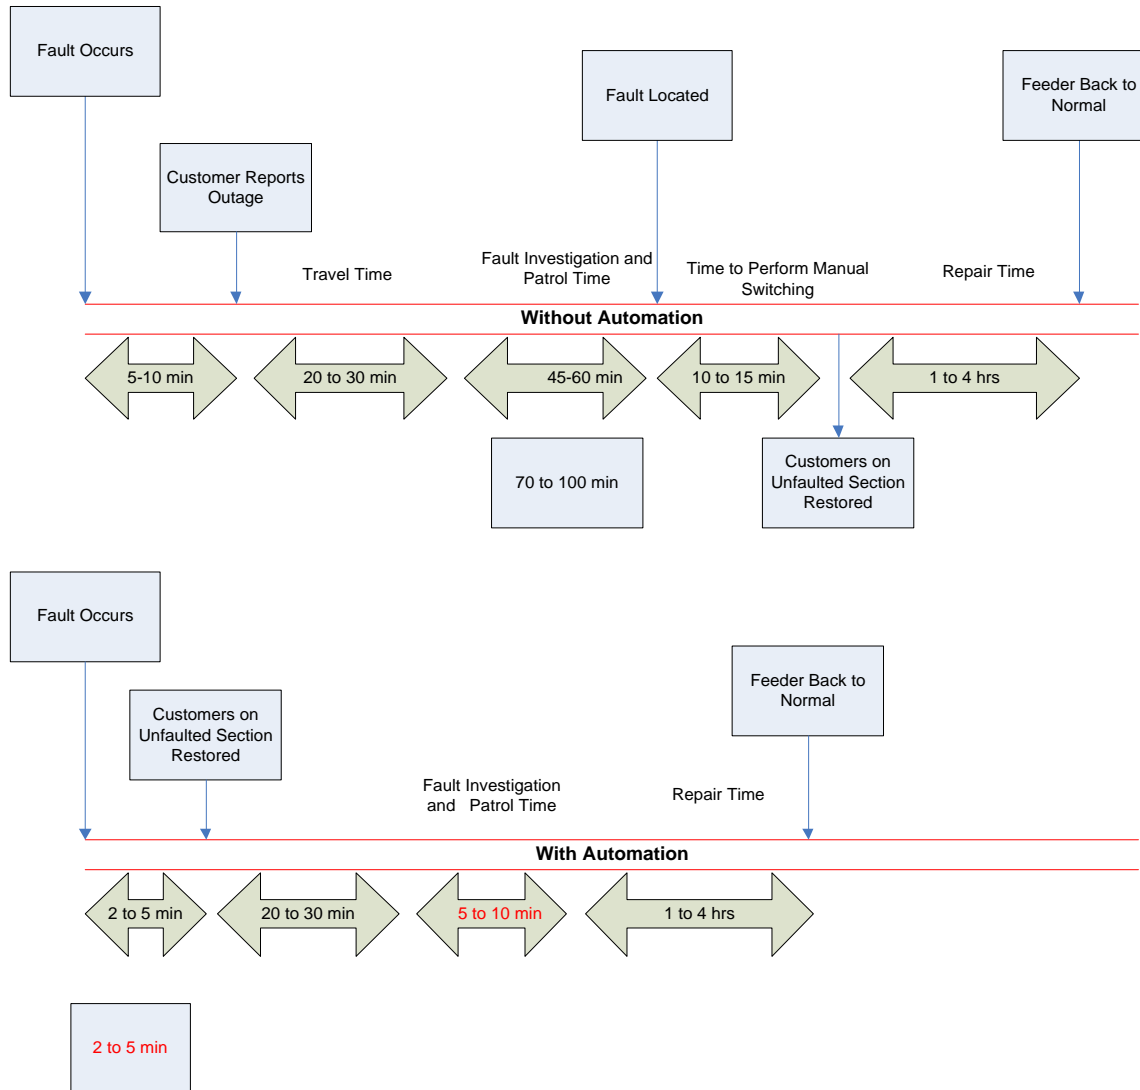 Fault Occurs
Fault Located
Feeder Back to
Normal
Customer Reports
Outage
Travel Time
Fault Investigation and
Patrol Time
Time to Perform Manual
Switching
Repair Time
Without Automation
5-10 min
20 to 30 min
45-60 min
10 to 15 min
1 to 4 hrs
70 to 100 min
Customers on
Unfaulted Section
Restored
Fault Occurs
Customers on
Unfaulted Section
Restored
Feeder Back to
Normal
Fault Investigation
and Patrol Time
Repair Time
With Automation
2 to 5 min
20 to 30 min
5 to 10 min
1 to 4 hrs
2 to 5 min